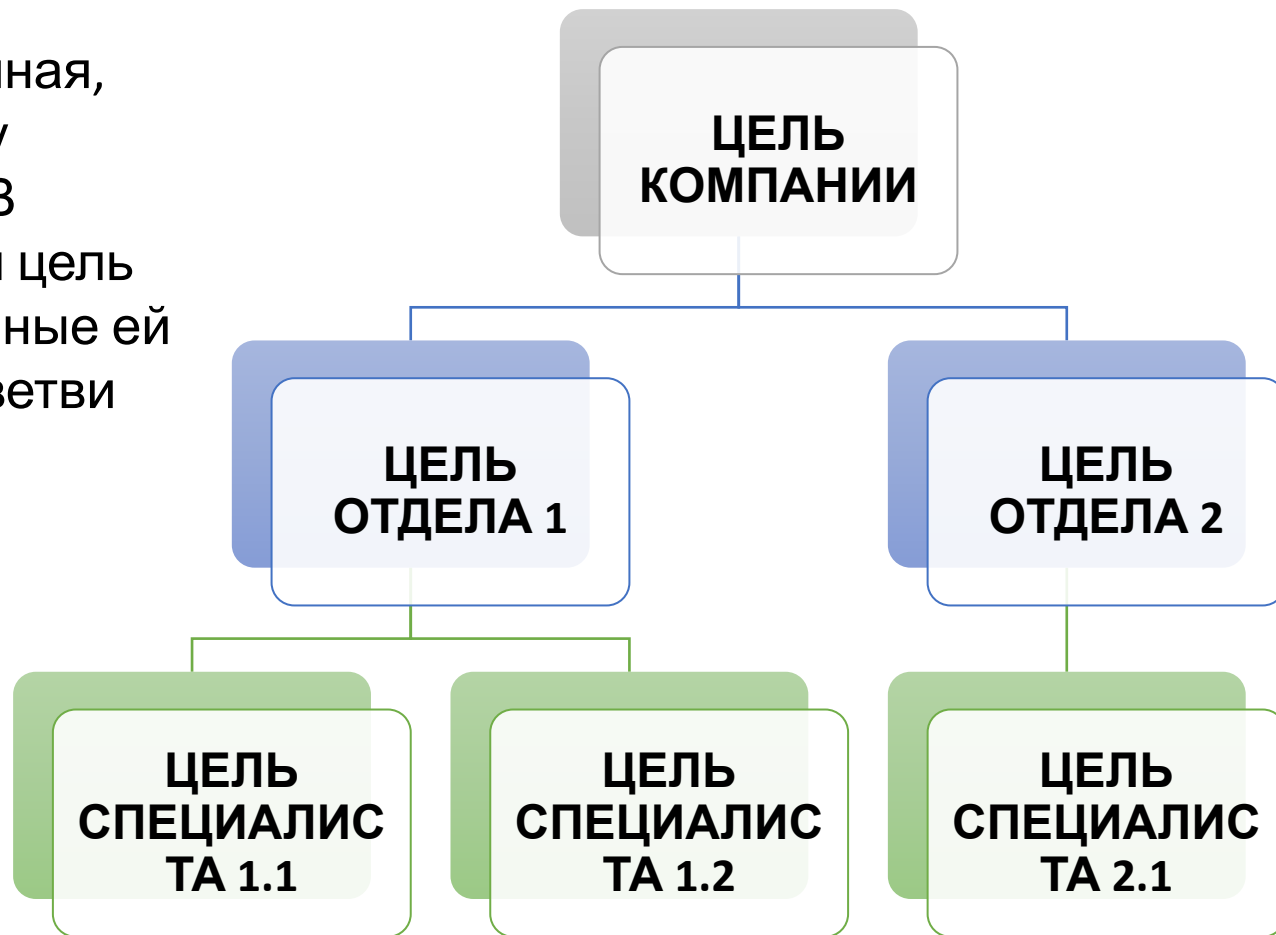 нная,
у
В
и цель
ные ей
ветви
ЦЕЛЬ
КОМПАНИИ
ЦЕЛЬ
ОТДЕЛА 1
ЦЕЛЬ
ОТДЕЛА 2
ЦЕЛЬ
СПЕЦИАЛИС
ТА 1.1
ЦЕЛЬ
СПЕЦИАЛИС
ТА 1.2
ЦЕЛЬ
СПЕЦИАЛИС
ТА 2.1